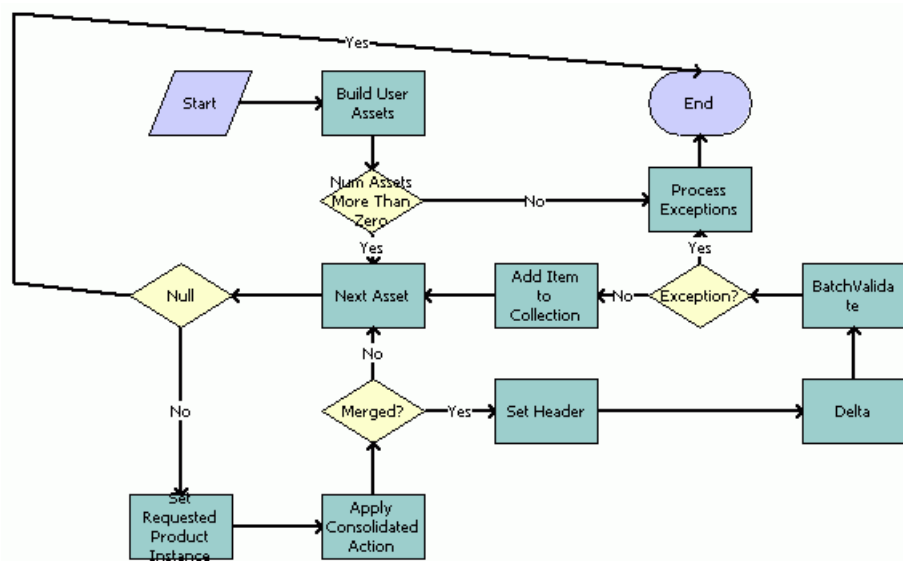 Yes
Start
Build User
Assets
End
Num Assets
More Than
Zero
No
Process
Exceptions
Yes
Yes
Null
Next Asset
Add Item
to
Collection
No
Exception?
BatchValida
te
No
No
Merged?
Yes
Set Header
Delta
Set
Requested
Product
Instance
Apply
Consolidated
Action